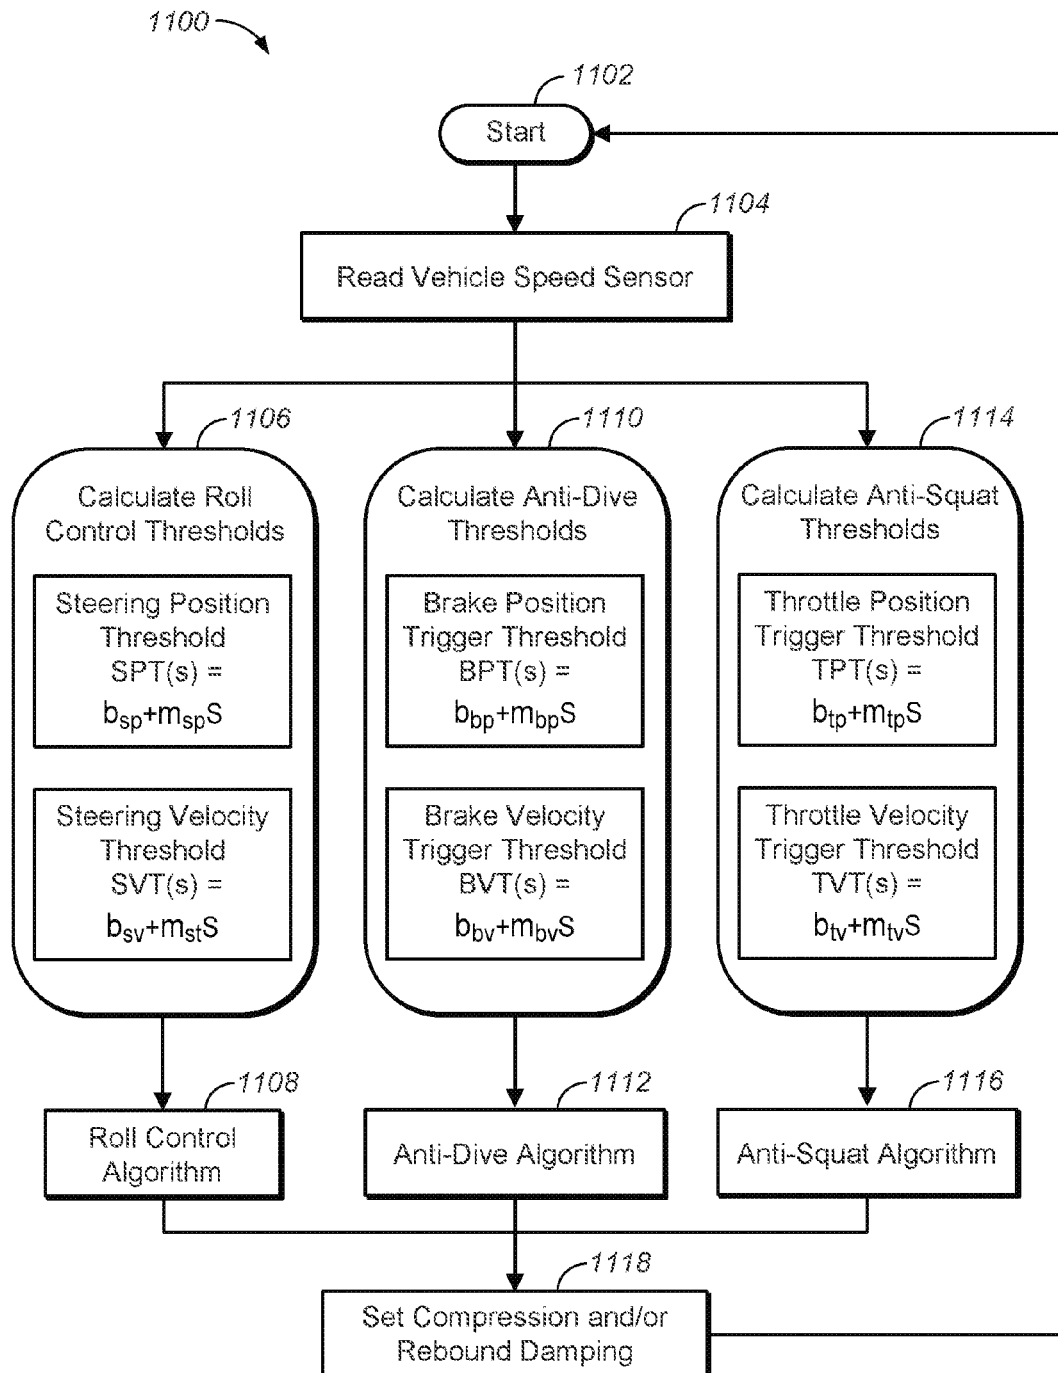 1100
1102
Start
1104
Read Vehicle Speed Sensor
1106
Calculate Roll
Control Thresholds
Steering Position
Threshold
SPT(s) =
bsp+mspS
Steering Velocity
Threshold
SVT(s) =
bsv+mstS
1110
Calculate Anti-Dive
Thresholds
Brake Position
Trigger Threshold
BPT(s) =
bbp+mbpS
Brake Velocity
Trigger Threshold
BVT(s) =
bbv+mbvS
1114
Calculate Anti-Squat
Thresholds
Throttle Position
Trigger Threshold
TPT(s) =
btp+mtpS
Throttle Velocity
Trigger Threshold
TVT(s) =
btv+mtvS
1108
Roll Control
Algorithm
1112
Anti-Dive Algorithm
1116
Anti-Squat Algorithm
1118
Set Compression and/or
Rebound Damping